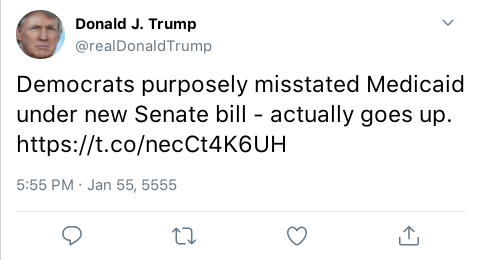 Donald J. Trump
@realDonaldTrump
Democrats purposely misstated Medicaid
under new Senate bill - actually goes up.
https://t.co/necCt4K6UH
5:55 PM · Jan 55, 5555